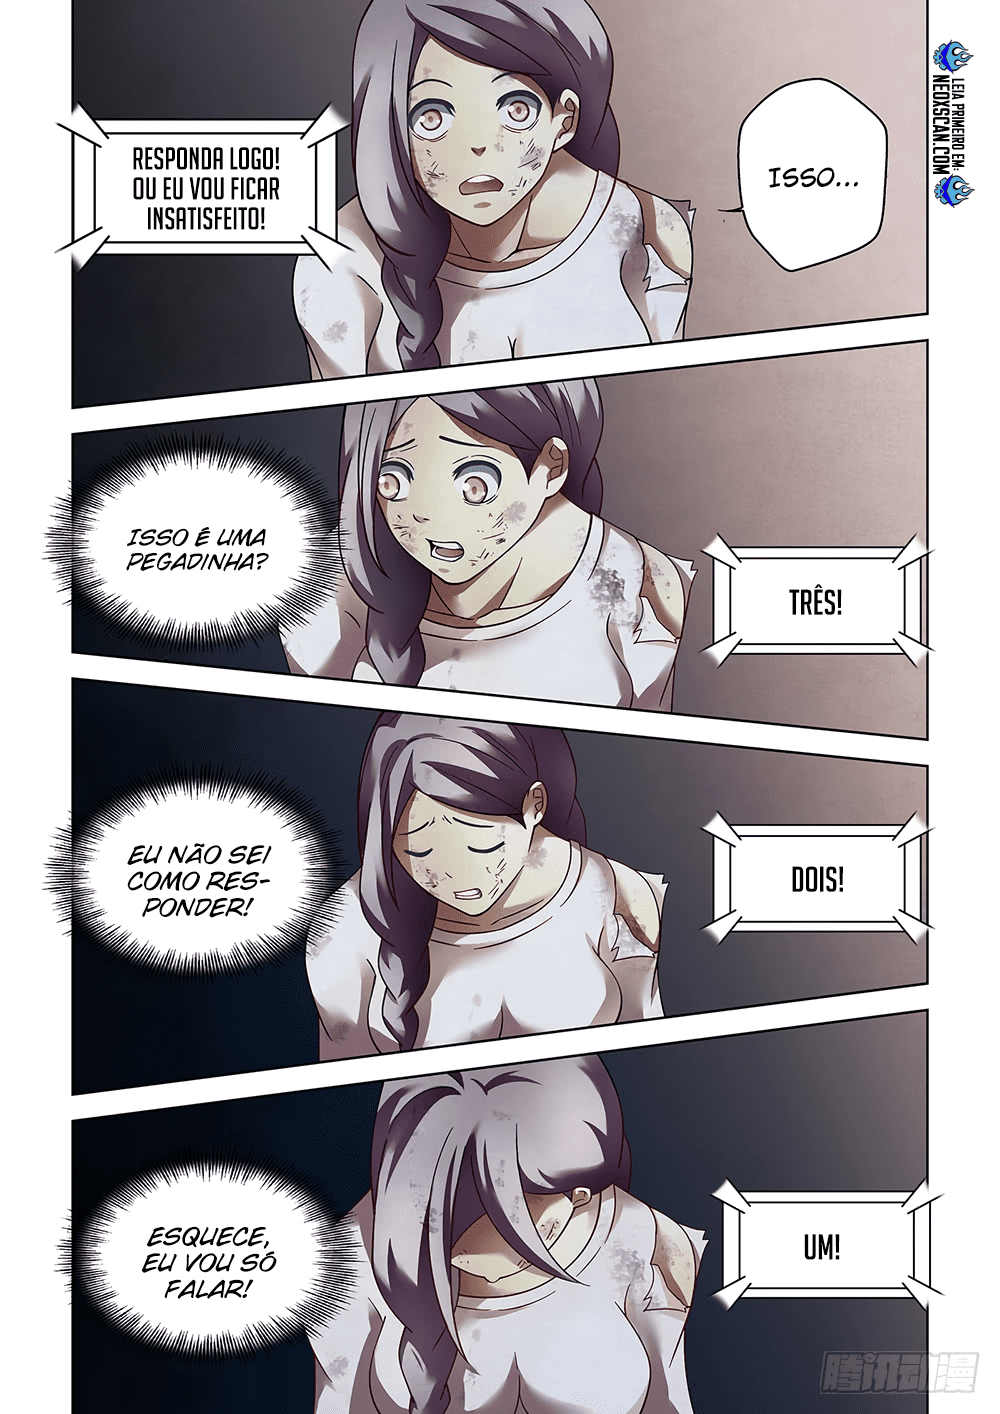 RESPONDA LOGO!
OU EU VOU FICAR
INSATISFEITO!
ISSO...
LEIA PRIMEIRO EM:
NEOXSCAN.COM
ISSO É UMA
PEGADINHA?
TRÊS!
EU NÃO SEI
COMO RES-
PONDER!
DOIS!
ESQUECE,
EU VOU SÓ
FALAR!
UM!
腾讯动漫